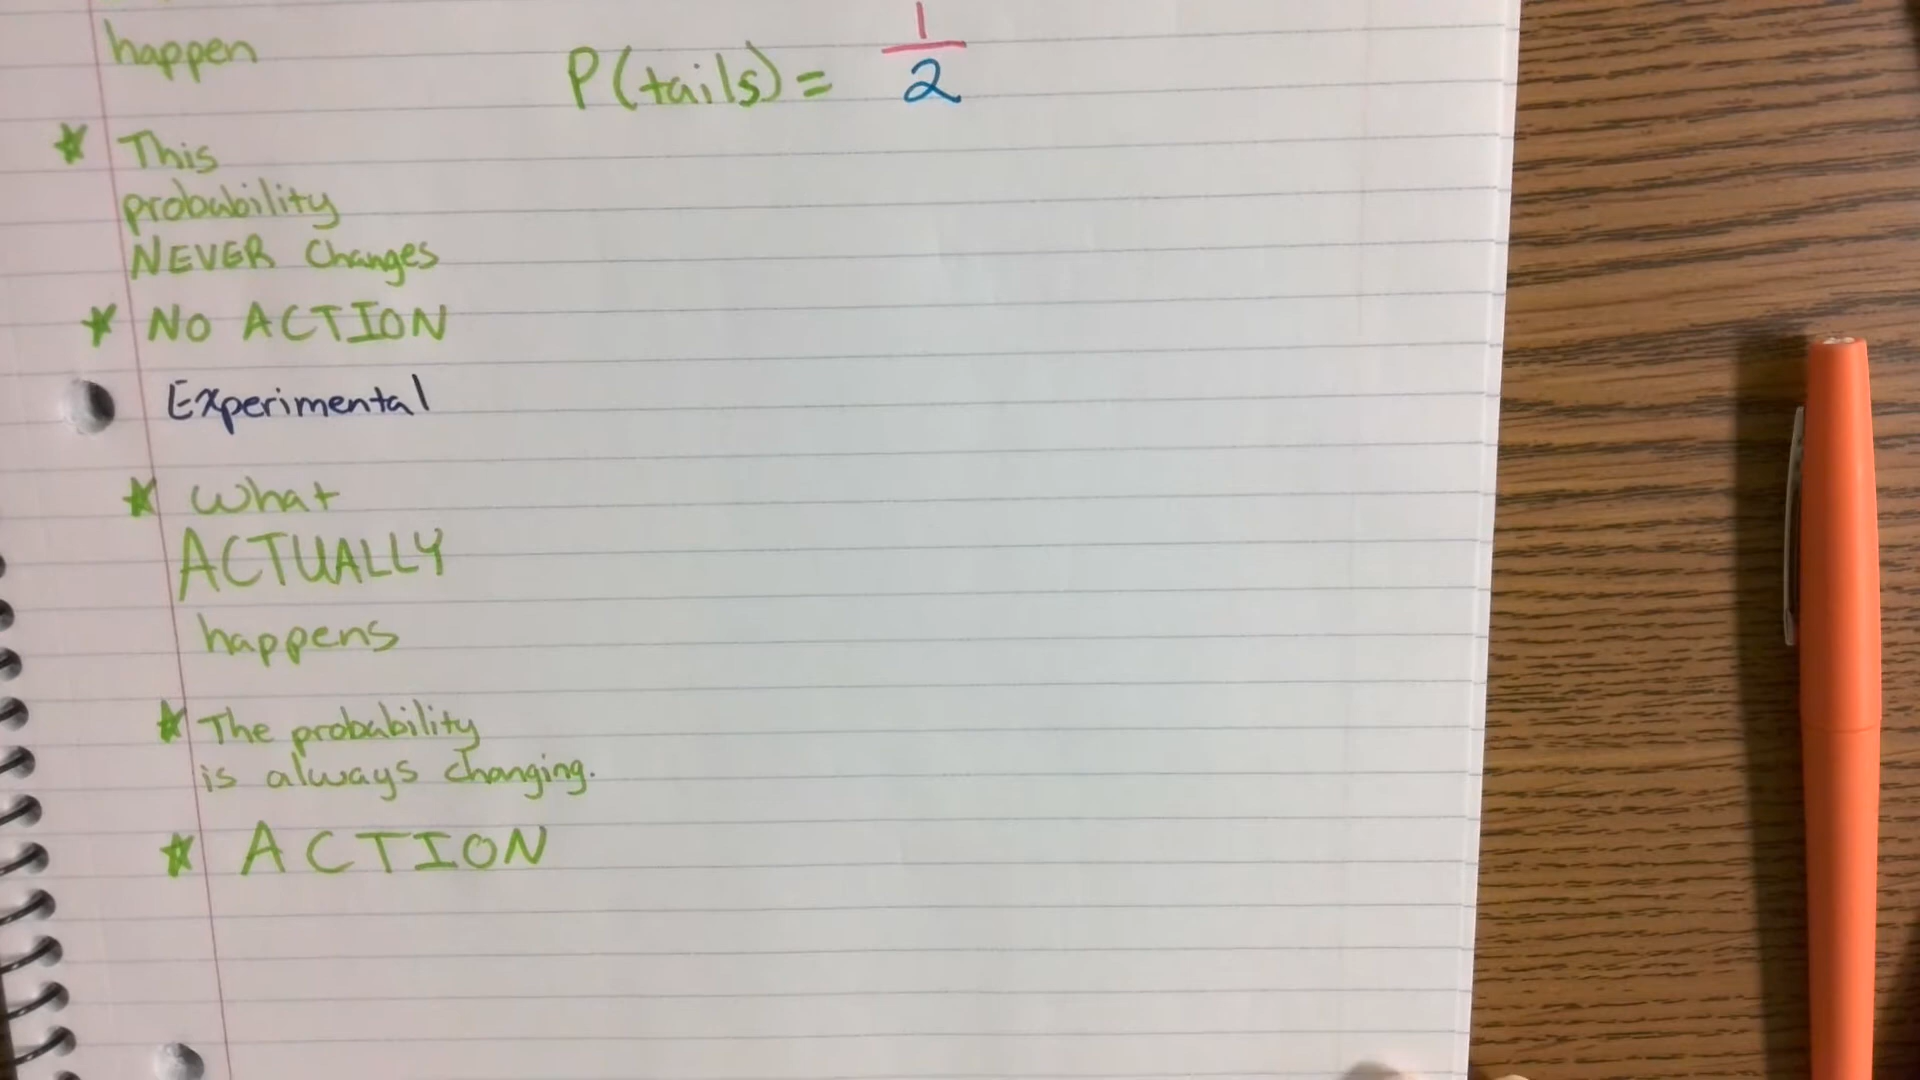 happen
P(tails) = 1/2
★ This
probability
NEVER Changes
★ NO ACTION
Experimental
★ What
ACTUALLY
happens
★ The probability
is always changing.
★ ACTION